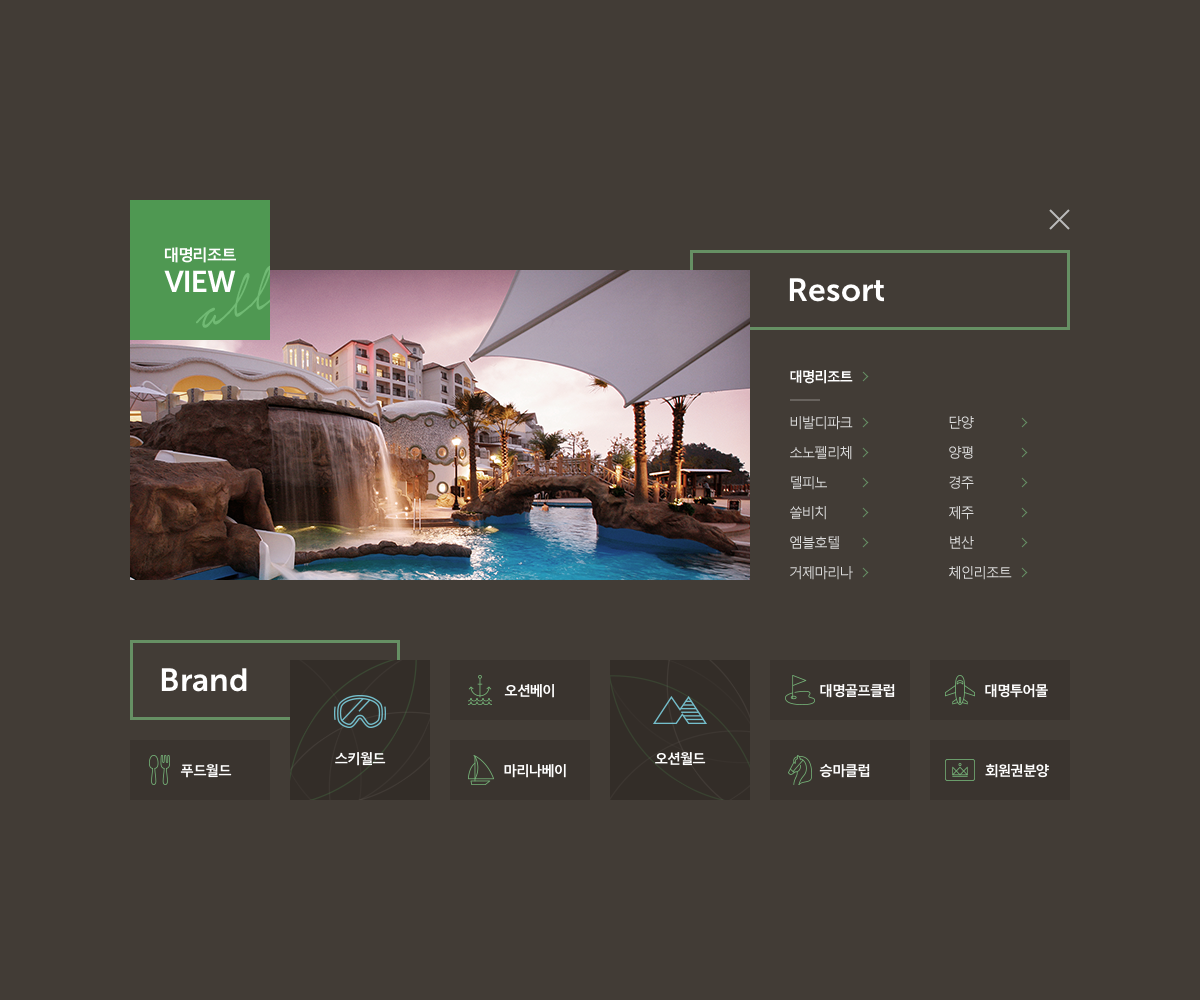 대명리조트
VIEW
all
Resort
대명리조트
비발디파크
단양
소노펠리체
양평
델피노
경주
쏠비치
제주
엠블호텔
변산
거제마리나
체인리조트
Brand
스키월드
오션베이
오션월드
대명골프클럽
대명투어몰
푸드월드
마리나베이
승마클럽
회원권분양